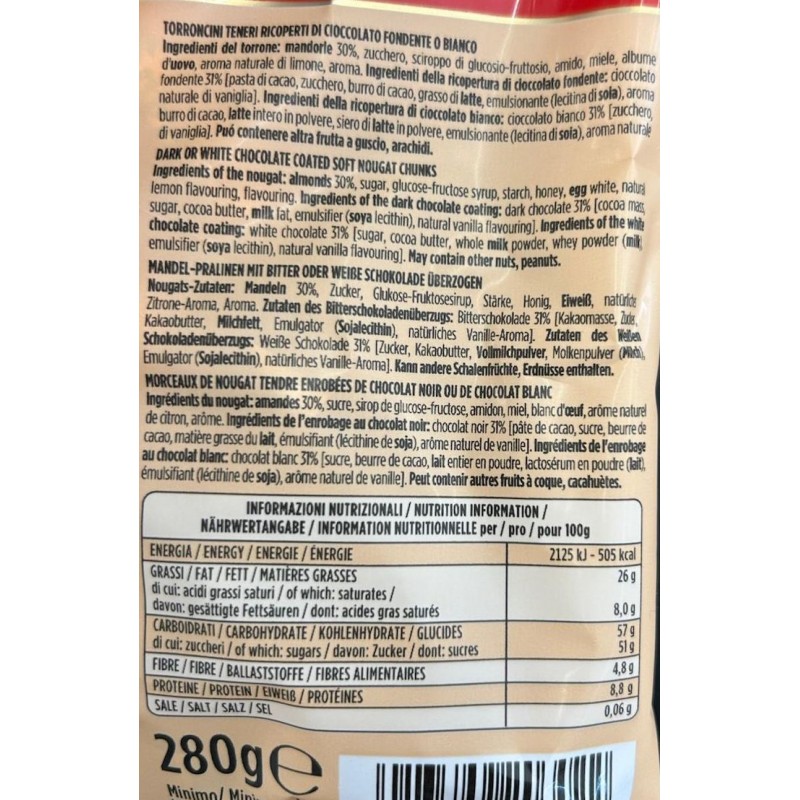 TORRONCINI TENERI RICOPERTI DI CIOCCOLATO FONDENTE O BIANCO
Ingredienti del torrone: mandorle 30%, zucchero, sciroppo di glucosio-fruttosio, amido, miele, albume
d'uovo, aroma naturale di limone, aroma. Ingredienti della ricopertura di cioccolato fondente: cioccolato
fondente 31% [pasta di cacao, zucchero, burro di cacao, grasso di latte, emulsionante (lecitina di soia), aroma
naturale di vaniglia]. Ingredienti della ricopertura di cioccolato bianco: cioccolato bianco 31% [zucchero,
burro di cacao, latte intero in polvere, siero di latte in polvere, emulsionante (lecitina di soia), aroma naturale
di vaniglia]. Puó contenere altra frutta a guscio, arachidi.
DARK OR WHITE CHOCOLATE COATED SOFT NOUGAT CHUNKS
Ingredients of the nougat: almonds 30%, sugar, glucose-fructose syrup, starch, honey, egg white, natural
lemon flavouring, flavouring. Ingredients of the dark chocolate coating: dark chocolate 31% [cocoa mass,
sugar, cocoa butter, milk fat, emulsifier (soya lecithin), natural vanilla flavouring]. Ingredients of the white
chocolate coating: white chocolate 31% [sugar, cocoa butter, whole milk powder, whey powder (milk)
emulsifier (soya lecithin), natural vanilla flavouring]. May contain other nuts, peanuts.
MANDEL-PRALINEN MIT BITTER ODER WEIßE SCHOKOLADE ÜBERZOGEN
Nougats-Zutaten: Mandeln 30%, Zucker, Glukose-Fruktosesirup, Stärke, Honig, Eiweiß, natürliche
Zitrone-Aroma, Aroma. Zutaten des Bitterschokoladenüberzugs: Bitterschokolade 31% [Kakaomasse, Zucker,
Kakaobutter, Milchfett, Emulgator (Sojalecithin), natürliches Vanille-Aroma]. Zutaten des Weißen
Schokoladenüberzugs: Weiße Schokolade 31% [Zucker, Kakaobutter, Vollmilchpulver, Molkenpulver (Milch),
Emulgator (Sojalecithin), natürliches Vanille-Aroma]. Kann andere Schalenfrüchte, Erdnüsse enthalten.
MORCEAUX DE NOUGAT TENDRE ENROBÉES DE CHOCOLAT NOIR OU DE CHOCOLAT BLANC
Ingrédients du nougat: amandes 30%, sucre, sirop de glucose-fructose, amidon, miel, blanc d'œuf, arôme naturel
de citron, arôme. Ingrédients de l'enrobage au chocolat noir: chocolat noir 31% [pâte de cacao, sucre, beurre de
cacao, matière grasse du lait, émulsifiant (lécithine de soja), arôme naturel de vanille]. Ingrédients de l'enrobage
au chocolat blanc: chocolat blanc 31% [sucre, beurre de cacao, lait entier en poudre, lactosérum en poudre (lait),
émulsifiant (lécithine de soja), arôme naturel de vanille]. Peut contenir autres fruits à coque, cacahuètes.
INFORMAZIONI NUTRIZIONALI / NUTRITION INFORMATION /
NÄHRWERTANGABE / INFORMATION NUTRITIONNELLE per / pro / pour 100g
ENERGIA / ENERGY / ENERGIE / ÉNERGIE 2125 kJ - 505 kcal
GRASSI / FAT / FETT / MATIÈRES GRASSES 26 g
di cui: acidi grassi saturi / of which: saturates /
davon: gesättigte Fettsäuren / dont: acides gras saturés 8,0 g
CARBOIDRATI / CARBOHYDRATE / KOHLENHYDRATE / GLUCIDES 57 g
di cui: zuccheri / of which: sugars / davon: Zucker / dont: sucres 51 g
FIBRE / FIBRE / BALLASTSTOFFE / FIBRES ALIMENTAIRES 4,8 g
PROTEINE / PROTEIN / EIWEIß / PROTÉINES 8,8 g
SALE / SALT / SALZ / SEL 0,06 g
280g e
Minimo/